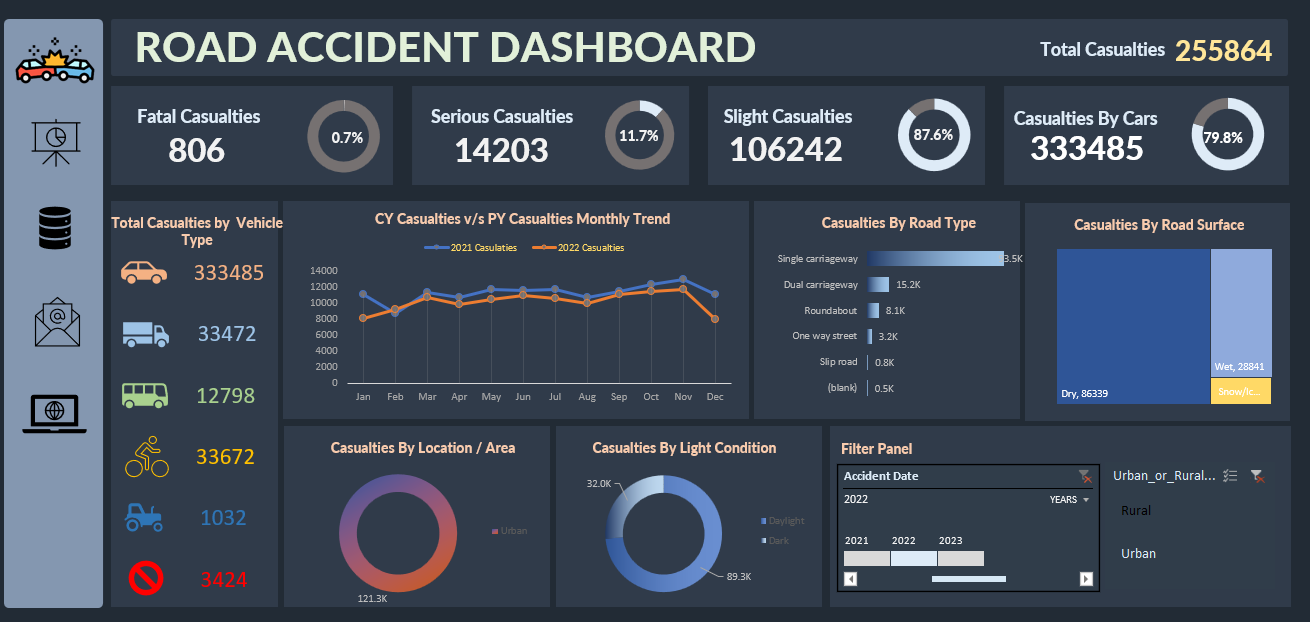 ROAD ACCIDENT DASHBOARD
Total Casualties 255864
Fatal Casualties
806
0.7%
Serious Casualties
14203
11.7%
Slight Casualties
106242
87.6%
Casualties By Cars
333485
79.8%
Total Casualties by Vehicle
Type
333485
33472
12798
33672
1032
3424
CY Casualties v/s PY Casualties Monthly Trend
2021 Casulaties
2022 Casualties
14000
12000
10000
8000
6000
4000
2000
0
Jan Feb Mar Apr May Jun Jul Aug Sep Oct Nov Dec
Casualties By Road Type
Single carriageway 3.5K
Dual carriageway 15.2K
Roundabout 8.1K
One way street 3.2K
Slip road 0.8K
(blank) 0.5K
Casualties By Road Surface
Dry, 86339
Wet, 28841
Snow/Ic...
Casualties By Location / Area
Urban
121.3K
Casualties By Light Condition
32.0K
Daylight
Dark
89.3K
Filter Panel
Accident Date
2022
YEARS
2021 2022 2023
Urban_or_Rural...
Rural
Urban
@